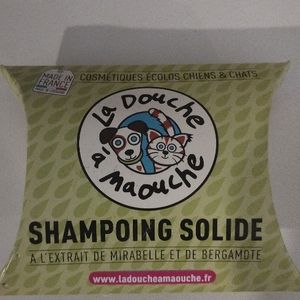 MADE IN
FRANCE
COSMÉTIQUES ÉCOLOS CHIENS & CHATS
La Douche
à Maouche
SHAMPOING SOLIDE
A L'EXTRAIT DE MIRABELLE ET DE BERGAMOTE
www.ladoucheamaouche.fr